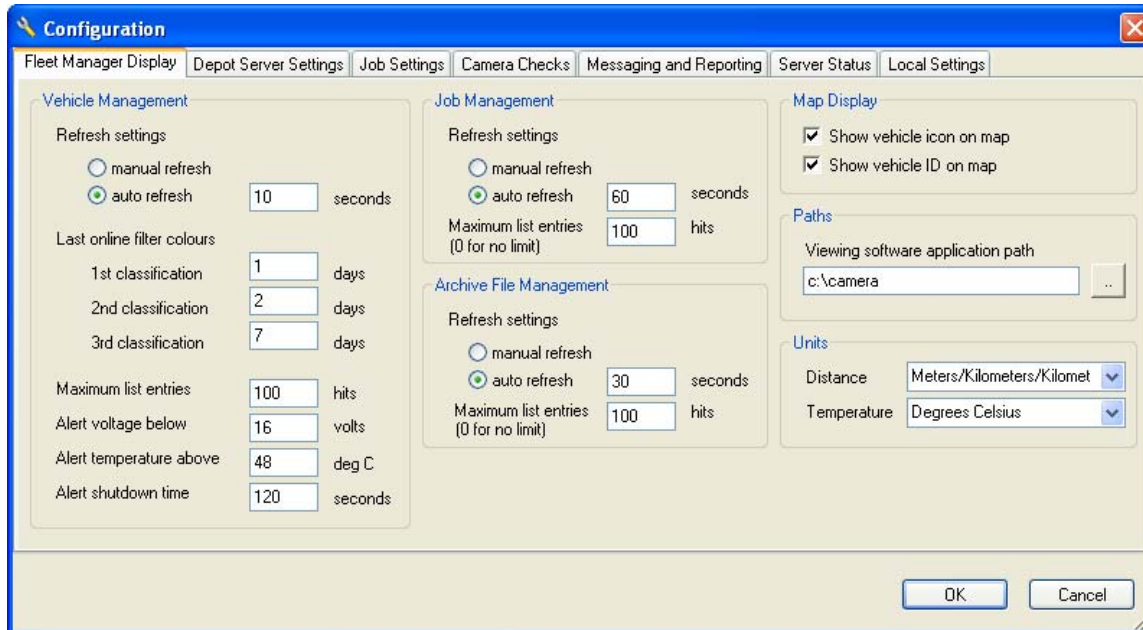 Configuration
Fleet Manager Display Depot Server Settings Job Settings Camera Checks Messaging and Reporting Server Status Local Settings
Vehicle Management
Refresh settings
manual refresh
auto refresh 10 seconds
Last online filter colours
1st classification 1 days
2nd classification 2 days
3rd classification 7 days
Maximum list entries 100 hits
Alert voltage below 16 volts
Alert temperature above 48 deg C
Alert shutdown time 120 seconds
Job Management
Refresh settings
manual refresh
auto refresh 60 seconds
Maximum list entries 100 hits
(0 for no limit)
Archive File Management
Refresh settings
manual refresh
auto refresh 30 seconds
Maximum list entries 100 hits
(0 for no limit)
Map Display
Show vehicle icon on map
Show vehicle ID on map
Paths
Viewing software application path
c:\camera ..
Units
Distance Meters/Kilometers/Kilomet
Temperature Degrees Celsius
OK Cancel